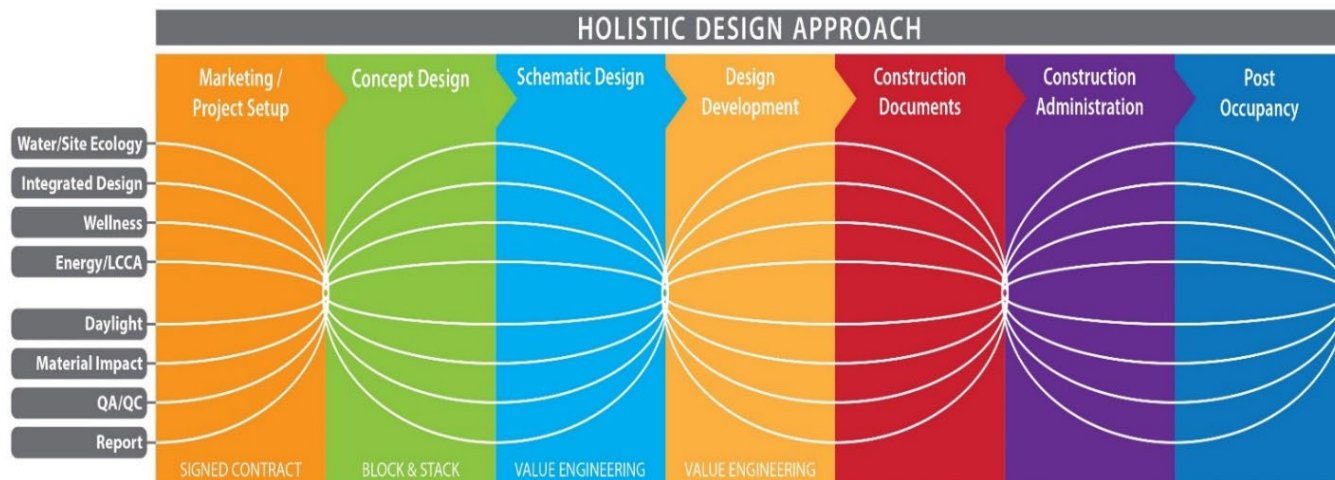 HOLISTIC DESIGN APPROACH
Marketing /
Project Setup
Concept Design
Schematic Design
Design
Development
Construction
Documents
Construction
Administration
Post
Occupancy
Water/Site Ecology
Integrated Design
Wellness
Energy/LCCA
Daylight
Material Impact
QA/QC
Report
SIGNED CONTRACT
BLOCK & STACK
VALUE ENGINEERING
VALUE ENGINEERING